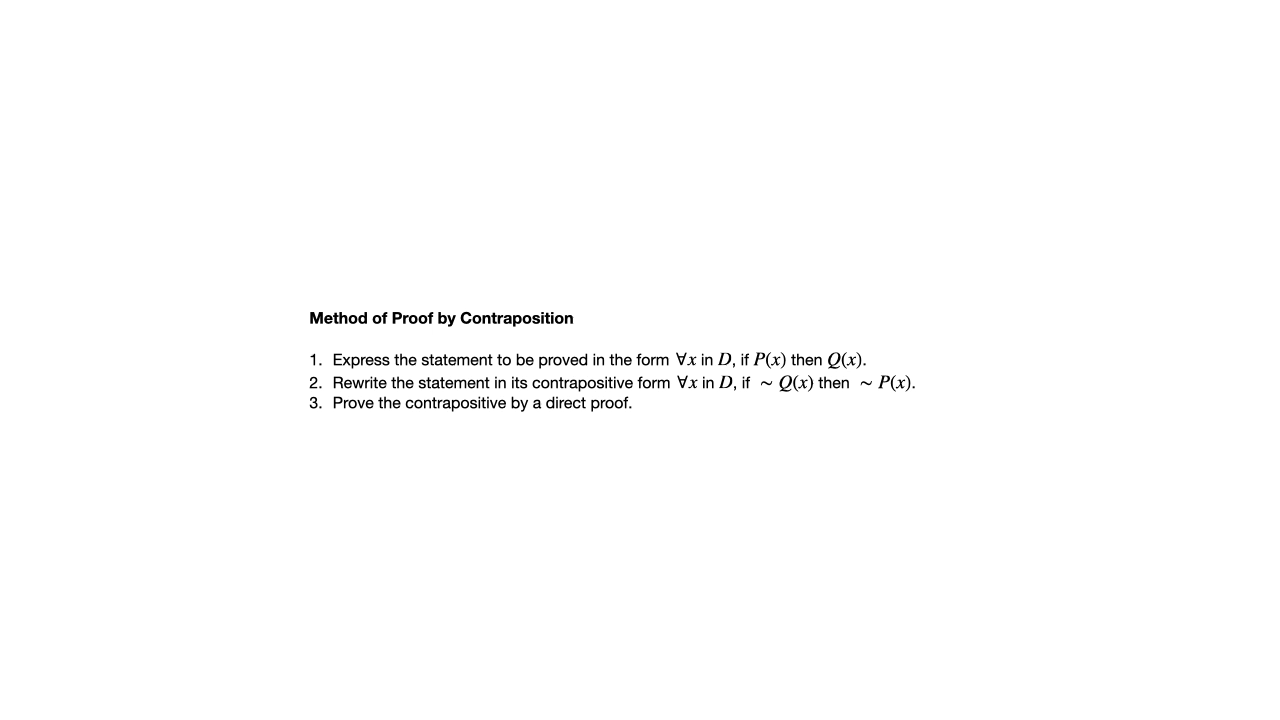 Method of Proof by Contraposition
1. Express the statement to be proved in the form ∀x in D, if P(x) then Q(x).
2. Rewrite the statement in its contrapositive form ∀x in D, if ∼ Q(x) then ∼ P(x).
3. Prove the contrapositive by a direct proof.